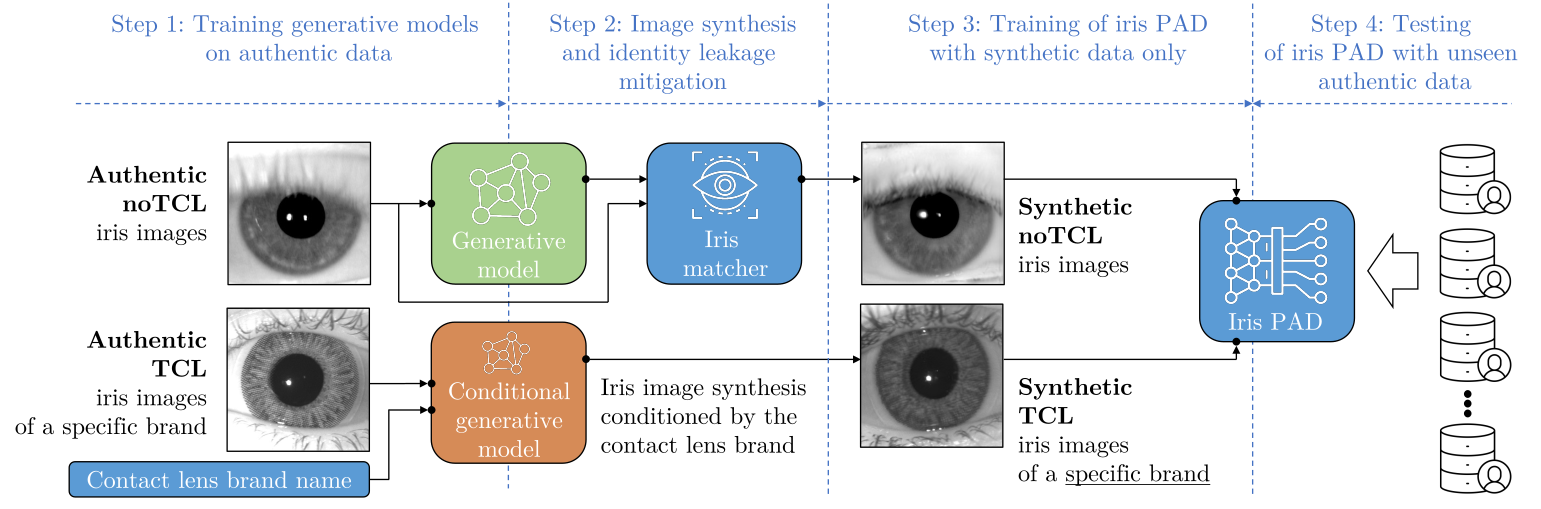 Step 1: Training generative models
on authentic data
Step 2: Image synthesis
and identity leakage
mitigation
Step 3: Training of iris PAD
with synthetic data only
Step 4: Testing
of iris PAD with unseen
authentic data
Authentic
noTCL
iris images
Generative
model
Iris
matcher
Synthetic
noTCL
iris images
Iris PAD
Authentic
TCL
iris images
of a specific brand
Contact lens brand name
Conditional
generative
model
Iris image synthesis
conditioned by the
contact lens brand
Synthetic
TCL
iris images
of a specific brand